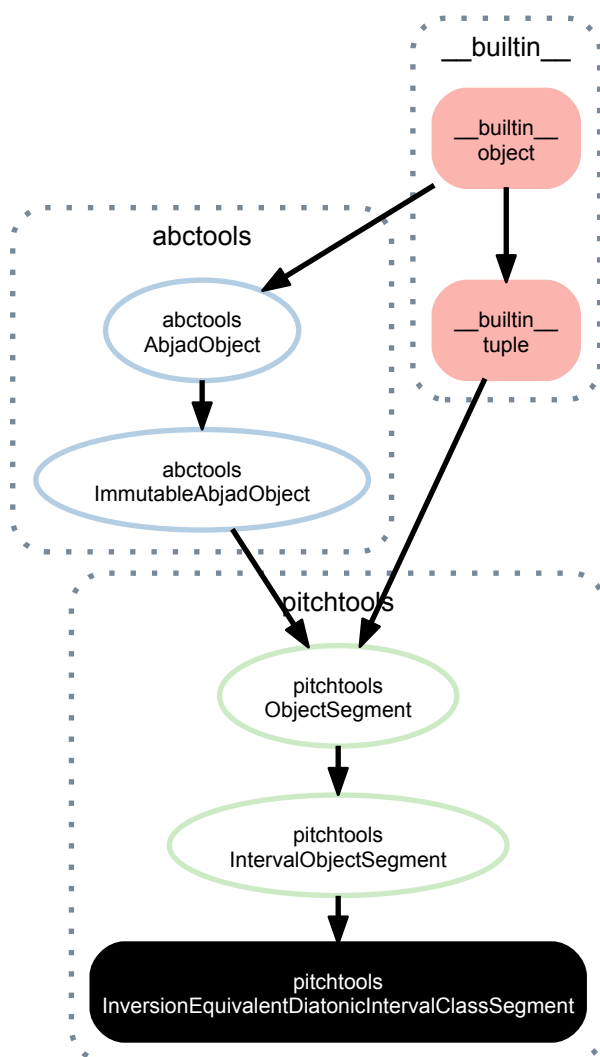 __builtin__
__builtin__
object
abctools
abctools
AbjadObject
__builtin__
tuple
abctools
ImmutableAbjadObject
pitchtools
pitchtools
ObjectSegment
pitchtools
IntervalObjectSegment
pitchtools
InversionEquivalentDiatonicIntervalClassSegment